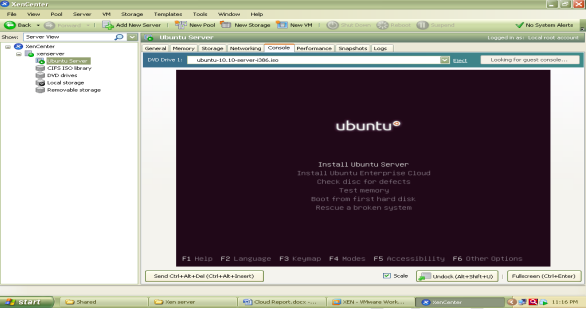 XenCenter
File View Pool Server VM Storage Templates Tools Window Help
Back Forward Add New Server New Pool New Storage New VM Shut Down Reboot Suspend No System Alerts
Show: Server View Ubuntu Server Logged in as: Local root account
XenCenter
xenserver
Ubuntu Server
CIFS ISO library
DVD drives
Local storage
Removable storage
General Memory Storage Networking Console Performance Snapshots Logs
DVD Drive 1: ubuntu-10.10-server-i386.iso Eject Looking for guest console...
ubuntu
Install Ubuntu Server
Install Ubuntu Enterprise Cloud
Check disc for defects
Test memory
Boot from first hard disk
Rescue a broken system
F1 Help F2 Language F3 Keymap F4 Modes F5 Accessibility F6 Other Options
Send Ctrl+Alt+Del (Ctrl+Alt+Insert) Scale Undock (Alt+Shift+U) Fullscreen (Ctrl+Enter)
start Shared Xen server Cloud Report.docx -... XEN - VMware Work... XenCenter 11:16 PM